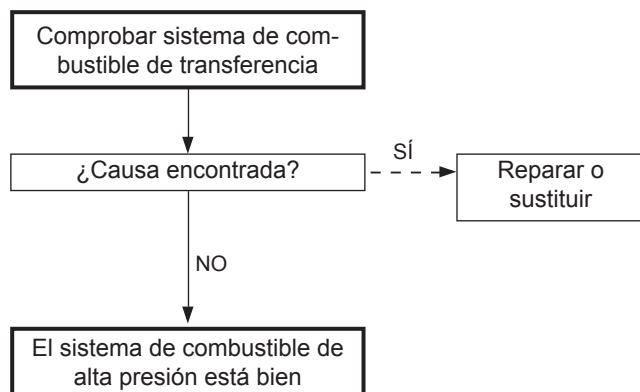 Comprobar sistema de com-
bustible de transferencia
¿Causa encontrada?
SÍ
Reparar o
sustituir
NO
El sistema de combustible de
alta presión está bien